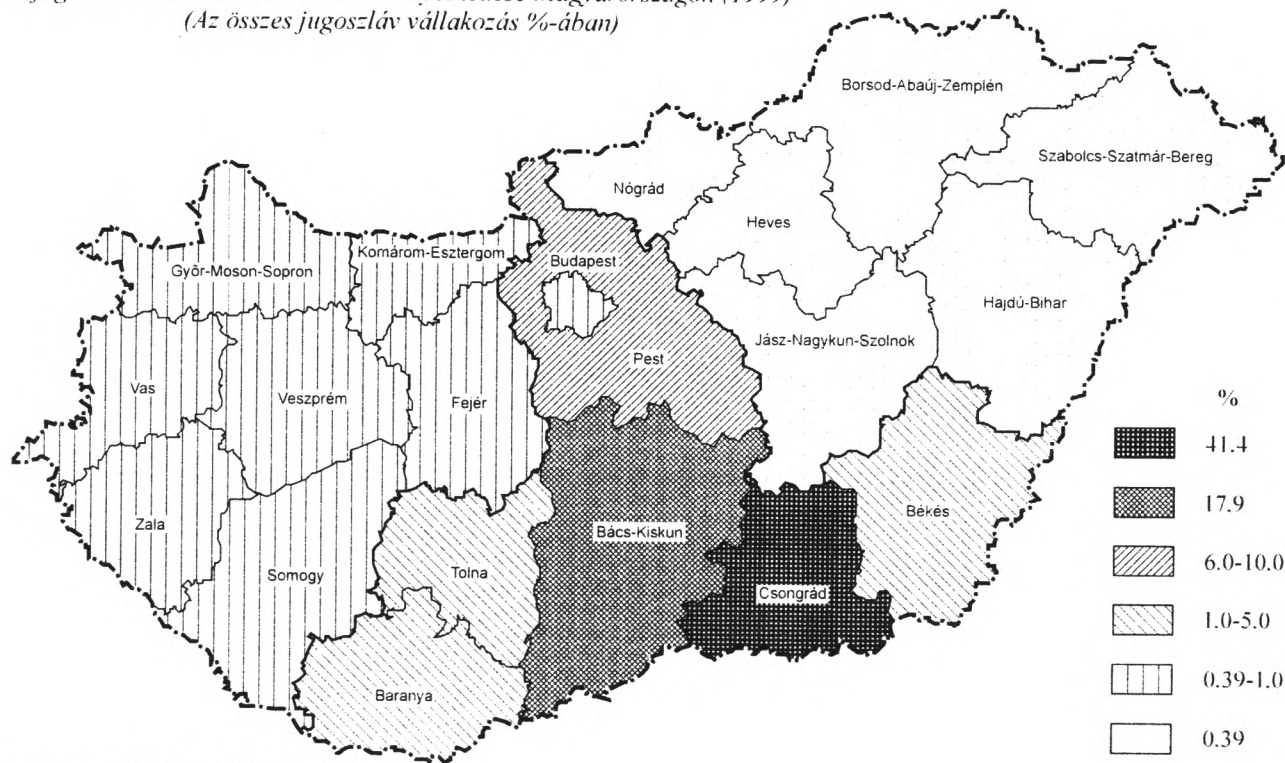 Magyarországon (1999)
(Az összes jugoszláv vállakozás %-ában)
Borsod-Abaúj-Zemplén
Szabolcs-Szatmár-Bereg
Nógrád
Heves
Komárom-Esztergom
Budapest
Győr-Moson-Sopron
Hajdú-Bihar
Jász-Nagykun-Szolnok
Pest
Vas
Veszprém
Fejér
Zala
Bács-Kiskun
Békés
Somogy
Tolna
Csongrád
Baranya
%
41.4
17.9
6.0-10.0
1.0-5.0
0.39-1.0
0.39